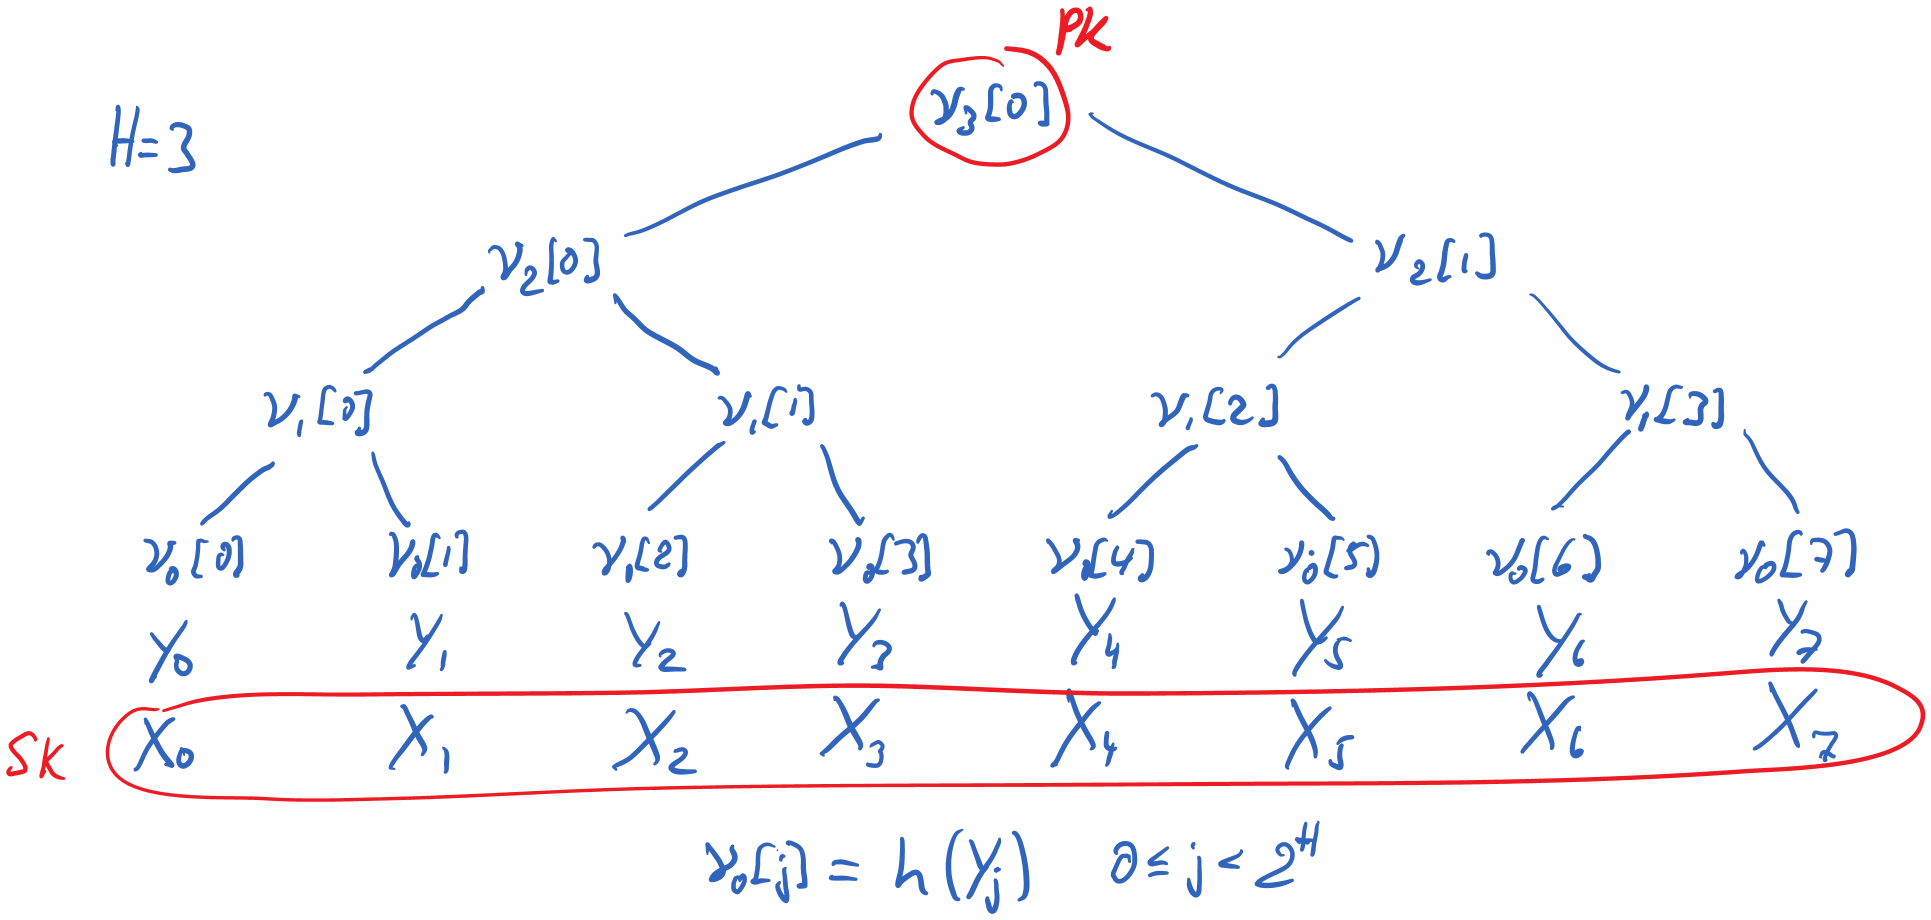 PK
ν₃[0]
H=3
ν₂[0] ν₂[1]
ν₁[0] ν₁[1] ν₁[2] ν₁[3]
ν₀[0] ν₀[1] ν₀[2] ν₀[3] ν₀[4] ν₀[5] ν₀[6] ν₀[7]
Y₀ Y₁ Y₂ Y₃ Y₄ Y₅ Y₆ Y₇
SK X₀ X₁ X₂ X₃ X₄ X₅ X₆ X₇
ν₀[j] = h(Yⱼ) 0 ≤ j < 2ᴴ